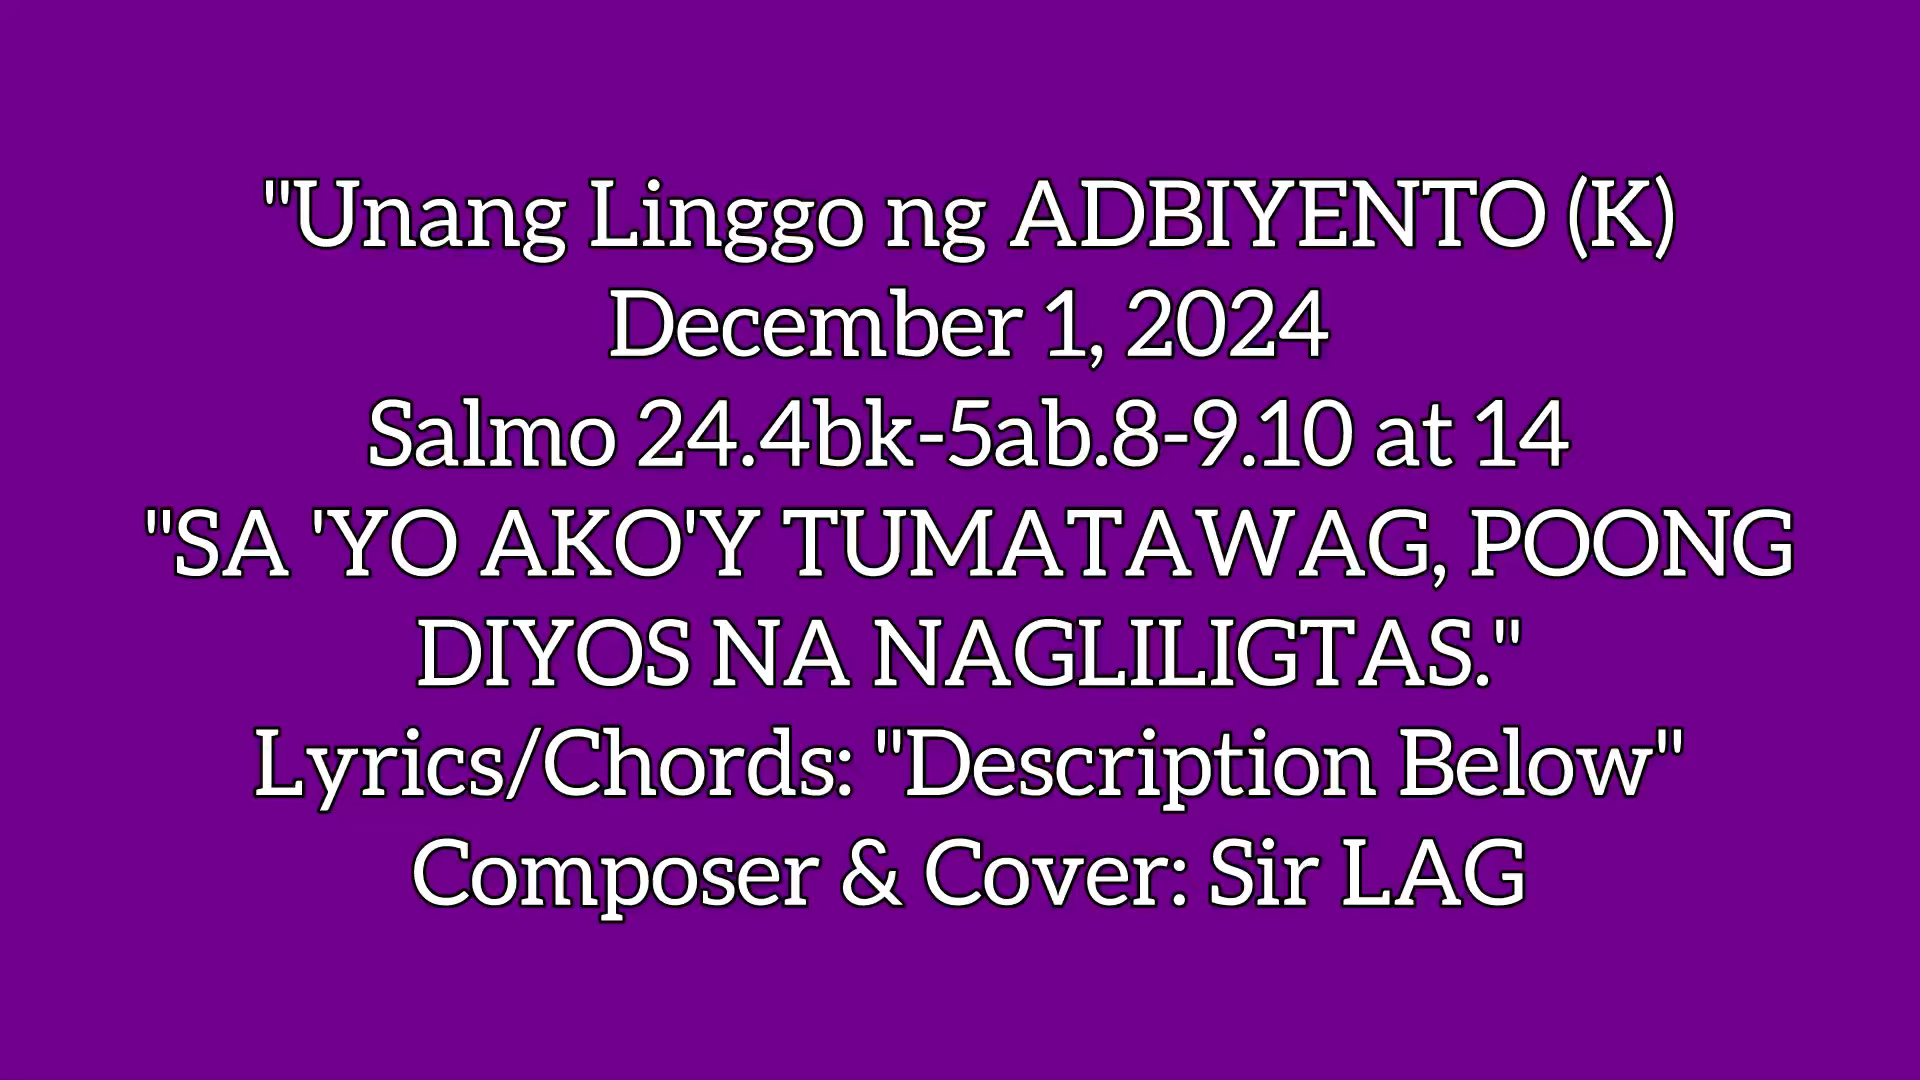 "Unang Linggo ng ADBIYENTO (K)
December 1, 2024
Salmo 24.4bk-5ab.8-9.10 at 14
"SA 'YO AKO'Y TUMATAWAG, POONG
DIYOS NA NAGLILIGTAS."
Lyrics/Chords: "Description Below"
Composer & Cover: Sir LAG